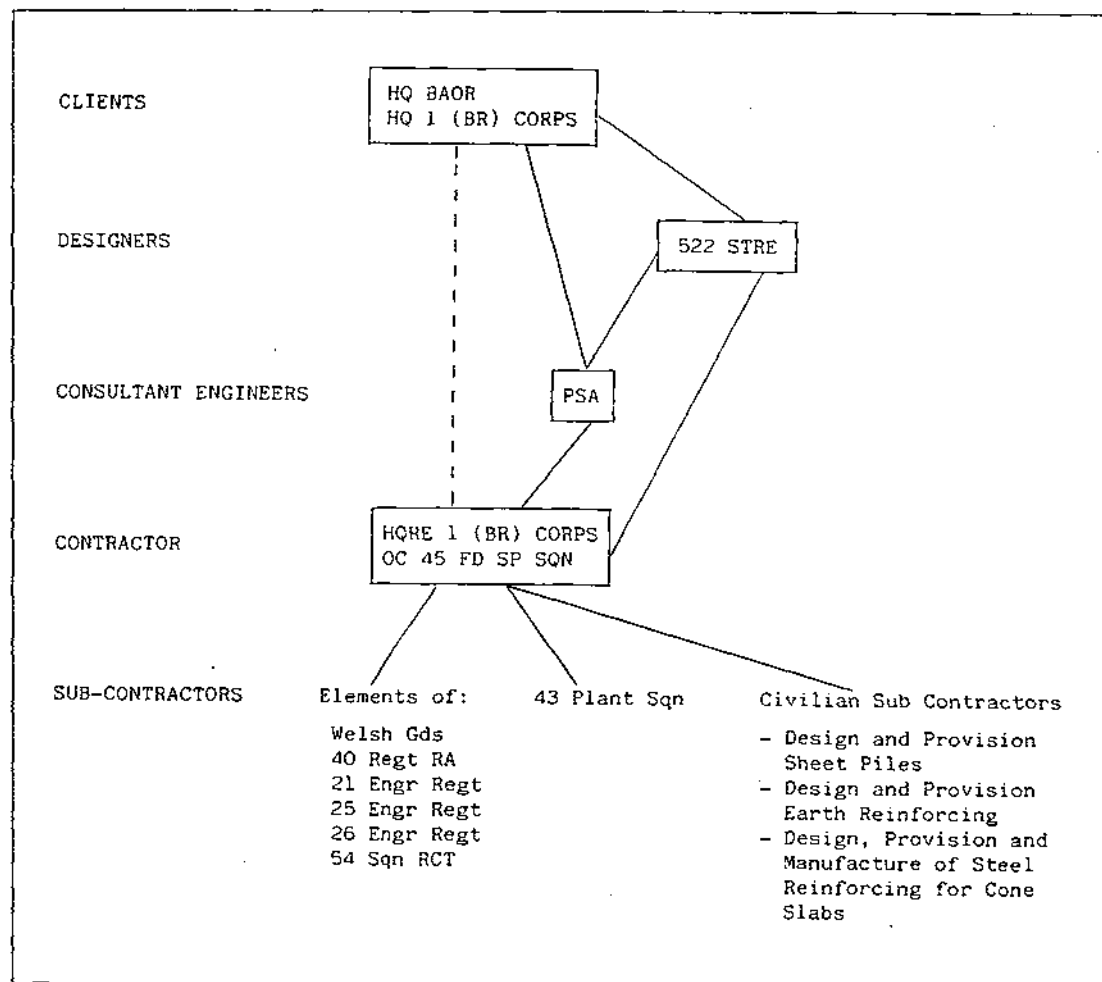 CLIENTS
HQ BAOR
HQ 1 (BR) CORPS
DESIGNERS
522 STRE
CONSULTANT ENGINEERS
PSA
CONTRACTOR
HQRE 1 (BR) CORPS
OC 45 FD SP SQN
SUB-CONTRACTORS
Elements of:
Welsh Gds
40 Regt RA
21 Engr Regt
25 Engr Regt
26 Engr Regt
54 Sqn RCT
43 Plant Sqn
Civilian Sub Contractors
- Design and Provision
Sheet Piles
- Design and Provision
Earth Reinforcing
- Design, Provision and
Manufacture of Steel
Reinforcing for Cone
Slabs